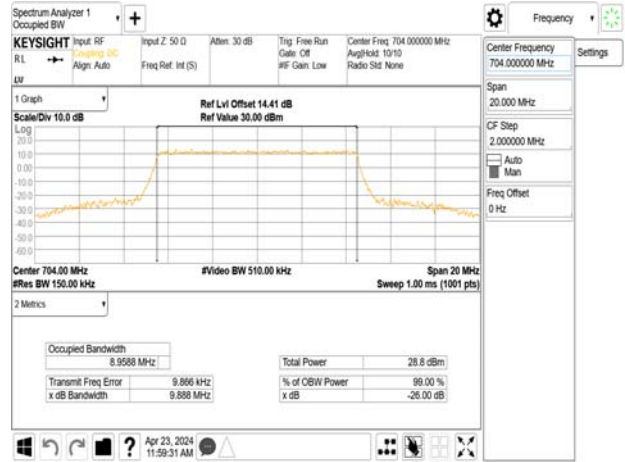 Spectrum Analyzer 1
Occupied BW
Frequency
KEYSIGHT
Input: RF
Input Z: 50 Ω
Atten: 30 dB
Trig: Free Run
Center Freq: 704.000000 MHz
RL
Coupling: DC
Gate: Off
Avg|Hold: 10/10
Align: Auto
Freq Ref: Int (S)
#IF Gain: Low
Radio Std: None
Center Frequency
704.000000 MHz
Settings
Span
20.000 MHz
CF Step
2.000000 MHz
Auto
Man
Freq Offset
0 Hz
1 Graph
Ref Lvl Offset 14.41 dB
Scale/Div 10.0 dB
Ref Value 30.00 dBm
Log
20.0
10.0
0.00
-10.0
-20.0
-30.0
-40.0
-50.0
-60.0
Center 704.00 MHz
#Video BW 510.00 kHz
Span 20 MHz
#Res BW 150.00 kHz
Sweep 1.00 ms (1001 pts)
2 Metrics
Occupied Bandwidth
8.9588 MHz
Total Power
28.8 dBm
Transmit Freq Error
9.866 kHz
% of OBW Power
99.00 %
x dB Bandwidth
9.888 MHz
x dB
-26.00 dB
?
Apr 23, 2024
11:59:31 AM